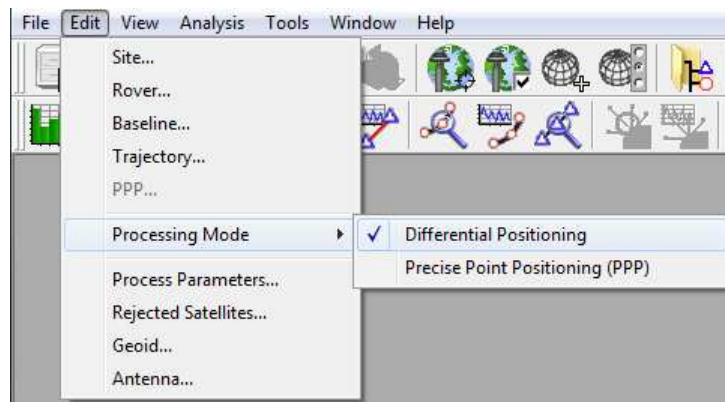 File Edit View Analysis Tools Window Help
Site...
Rover...
Baseline...
Trajectory...
PPP...
Processing Mode
Differential Positioning
Precise Point Positioning (PPP)
Process Parameters...
Rejected Satellites...
Geoid...
Antenna...